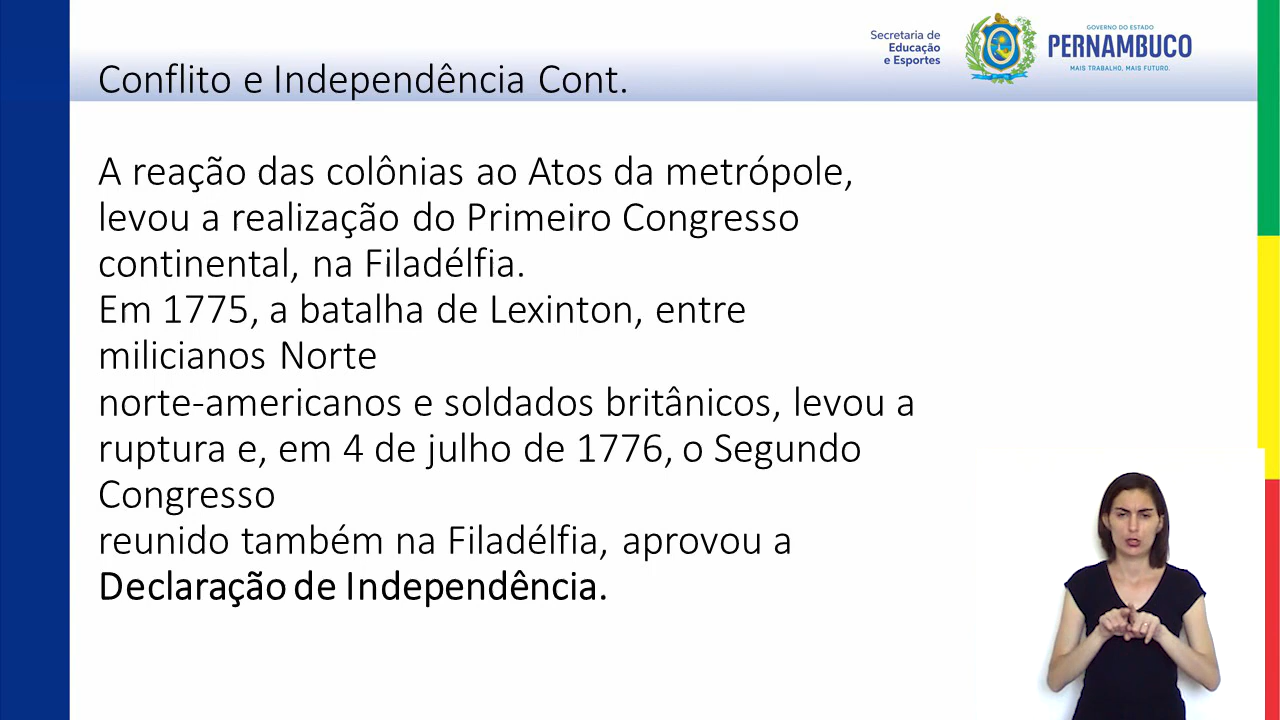 Secretaria de
Educação
e Esportes
GOVERNO DO ESTADO
PERNAMBUCO
MAIS TRABALHO, MAIS FUTURO.
Conflito e Independência Cont.
A reação das colônias ao Atos da metrópole,
levou a realização do Primeiro Congresso
continental, na Filadélfia.
Em 1775, a batalha de Lexinton, entre
milicianos Norte
norte-americanos e soldados britânicos, levou a
ruptura e, em 4 de julho de 1776, o Segundo
Congresso
reunido também na Filadélfia, aprovou a
Declaração de Independência.